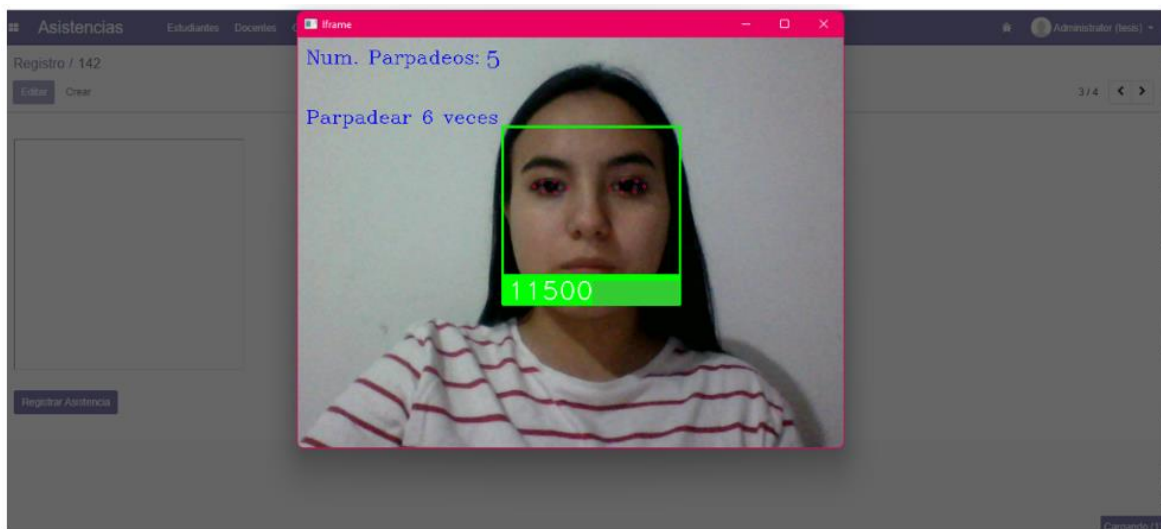 Iframe
Asistencias Estudiantes Docentes
Administrator (tesis)
Registro / 142
Editar Crear
3 / 4
Num. Parpadeos: 5
Parpadear 6 veces
11500
Registrar Asistencia